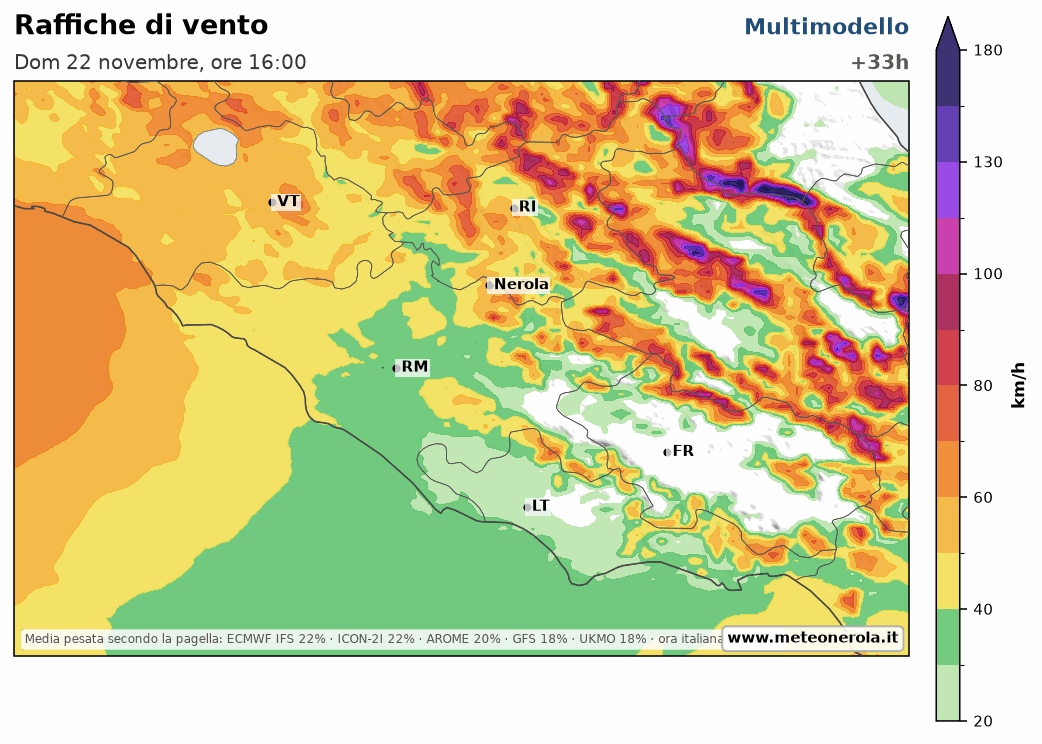 Raffiche di vento
Multimodello
Dom 22 novembre, ore 16:00
+33h
180
130
100
80
60
40
20
km/h
VT
RI
Nerola
RM
FR
LT
Media pesata secondo la pagella: ECMWF IFS 22% · ICON-2I 22% · AROME 20% · GFS 18% · UKMO 18% · ora italiana
www.meteonerola.it